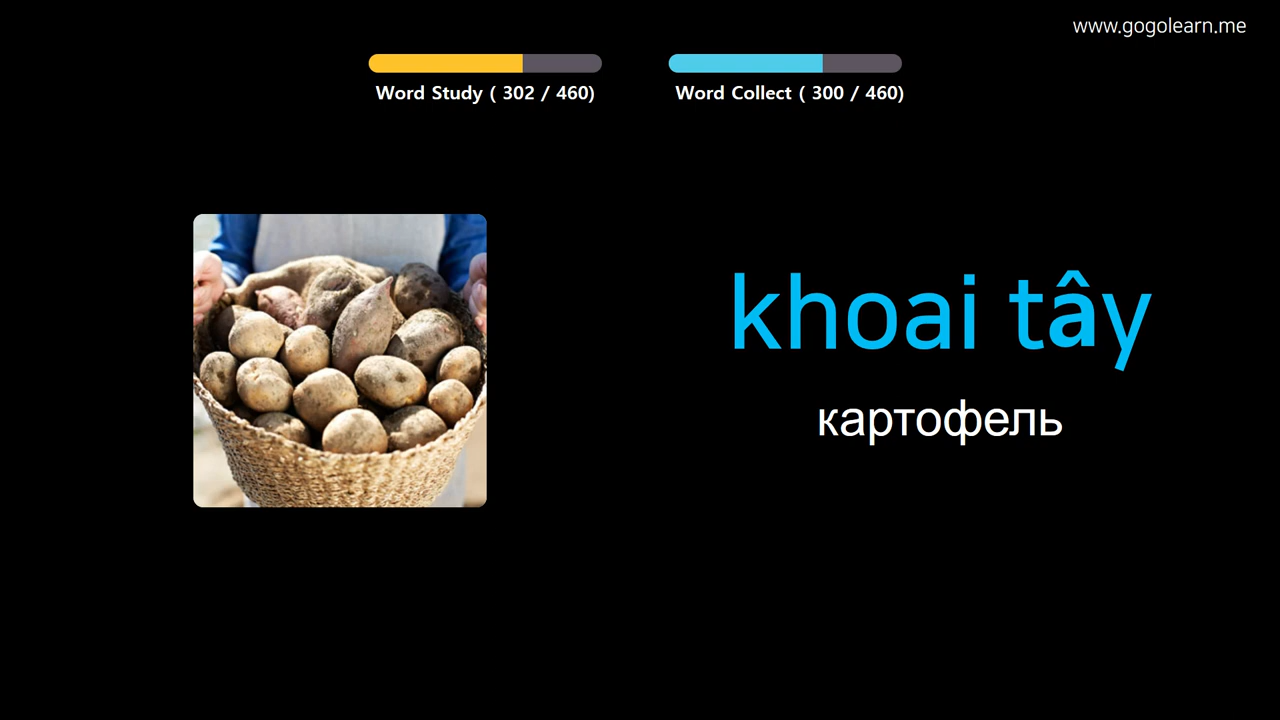 www.gogolearn.me
Word Study ( 302 / 460)
Word Collect ( 300 / 460)
khoai tây
картофель